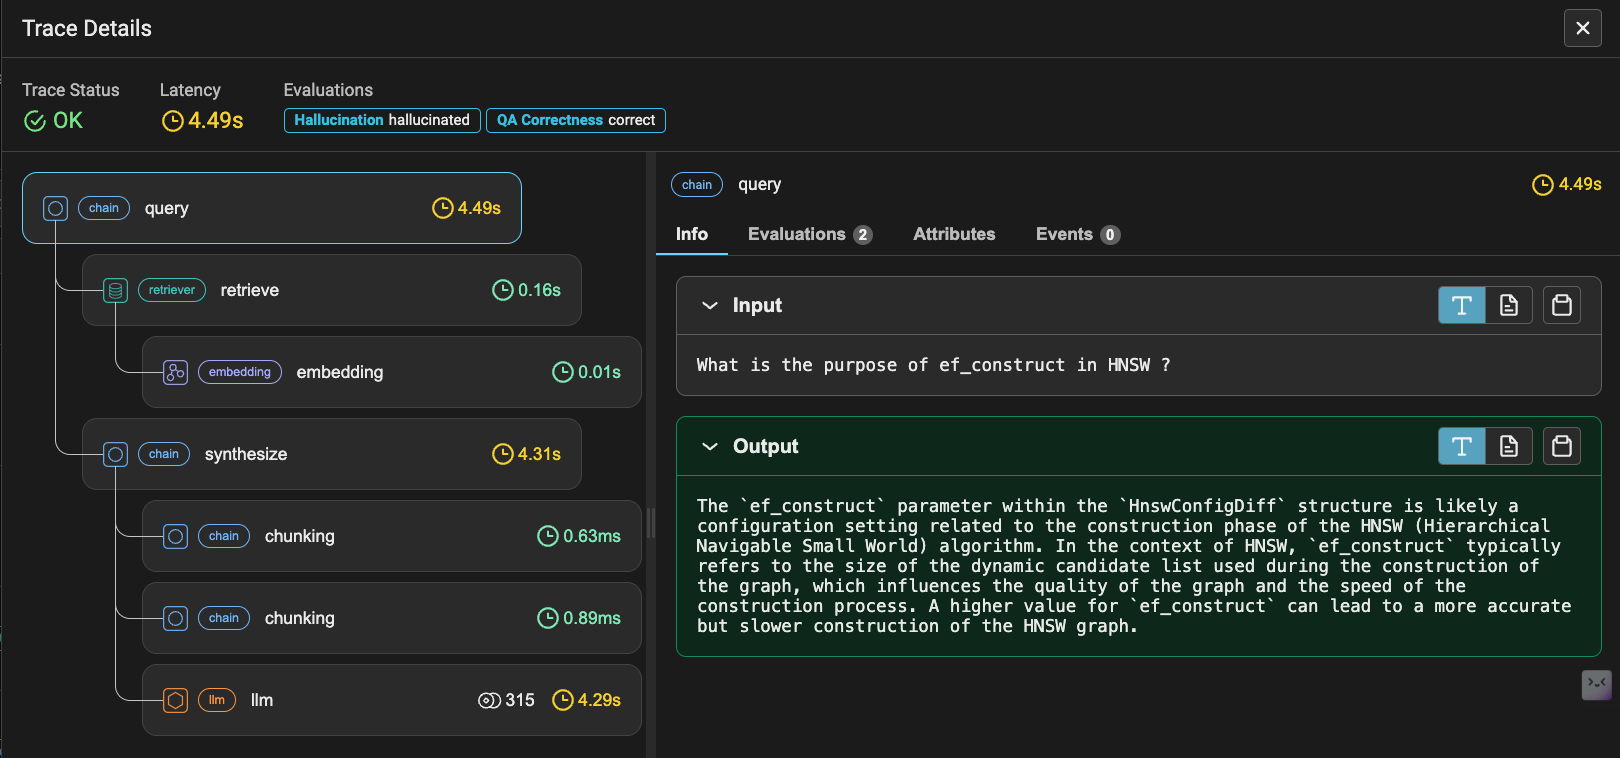 Trace Details
Trace Status
OK
Latency
4.49s
Evaluations
Hallucination hallucinated
QA Correctness correct
chain query 4.49s
retriever retrieve 0.16s
embedding embedding 0.01s
chain synthesize 4.31s
chain chunking 0.63ms
chain chunking 0.89ms
llm llm 315 4.29s
chain query 4.49s
Info Evaluations 2 Attributes Events 0
Input
What is the purpose of ef_construct in HNSW ?
Output
The `ef_construct` parameter within the `HnswConfigDiff` structure is likely a
configuration setting related to the construction phase of the HNSW (Hierarchical
Navigable Small World) algorithm. In the context of HNSW, `ef_construct` typically
refers to the size of the dynamic candidate list used during the construction of
the graph, which influences the quality of the graph and the speed of the
construction process. A higher value for `ef_construct` can lead to a more accurate
but slower construction of the HNSW graph.